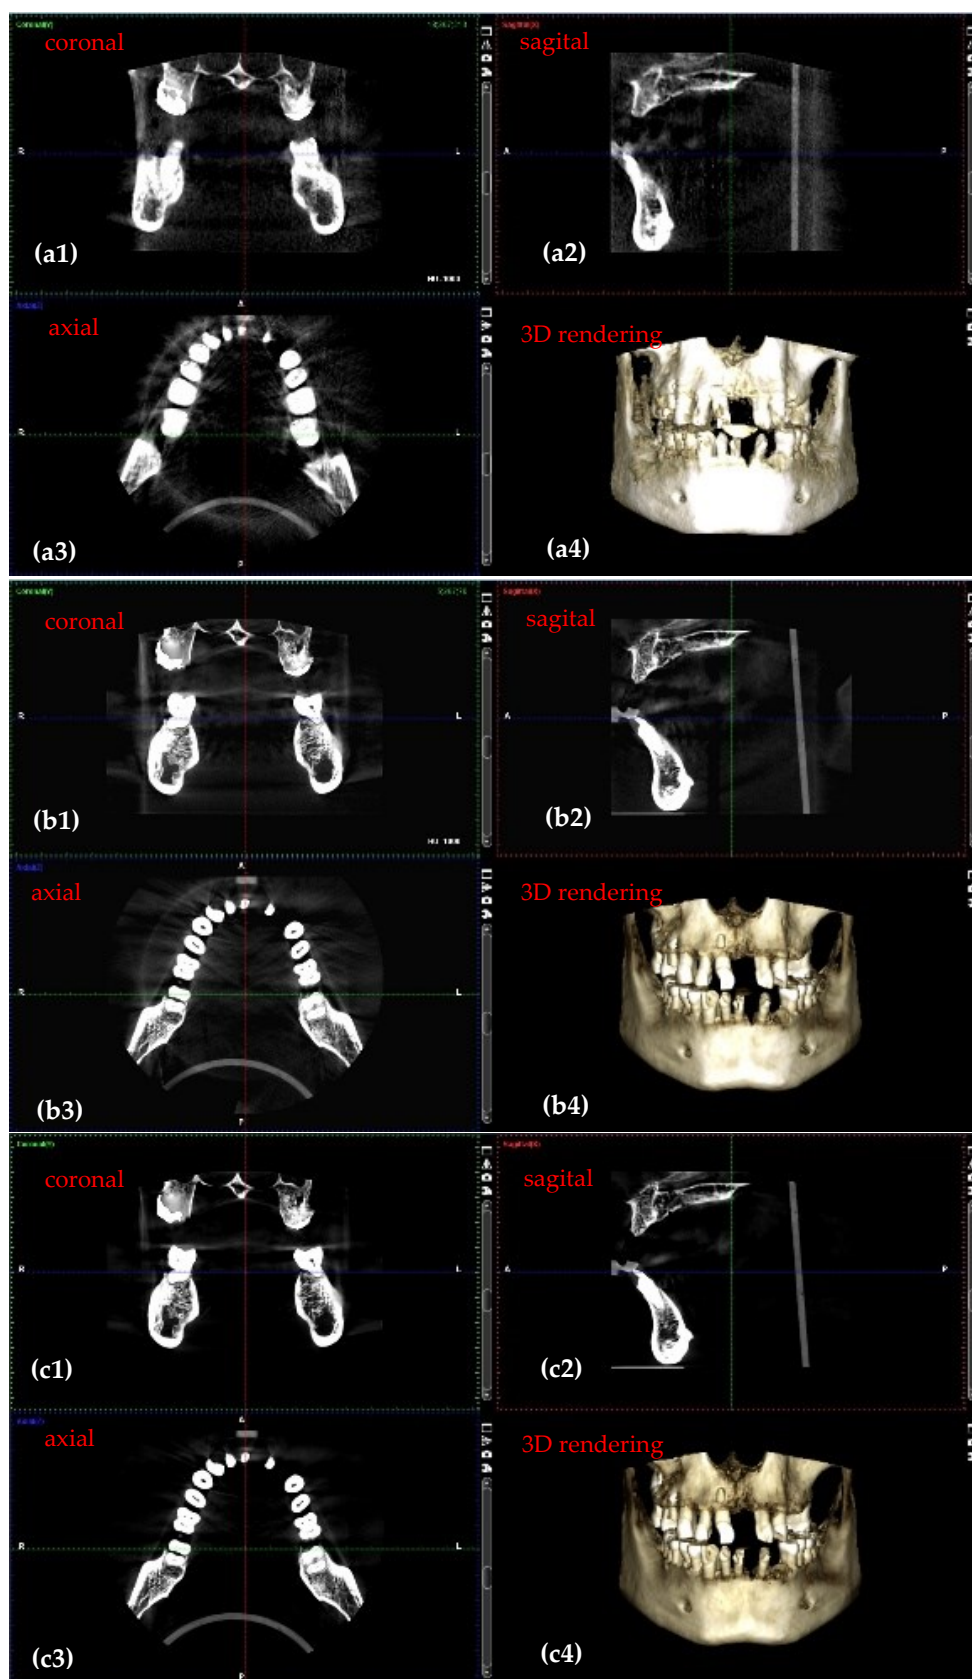 coronal
sagital
R
L
A
P
(a1)
(a2)
axial
A
3D rendering
R
L
(a3)
P
(a4)
coronal
sagital
R
L
A
P
(b1)
(b2)
axial
A
3D rendering
R
L
(b3)
P
(b4)
coronal
sagital
R
L
A
P
(c1)
(c2)
axial
A
3D rendering
R
L
(c3)
P
(c4)